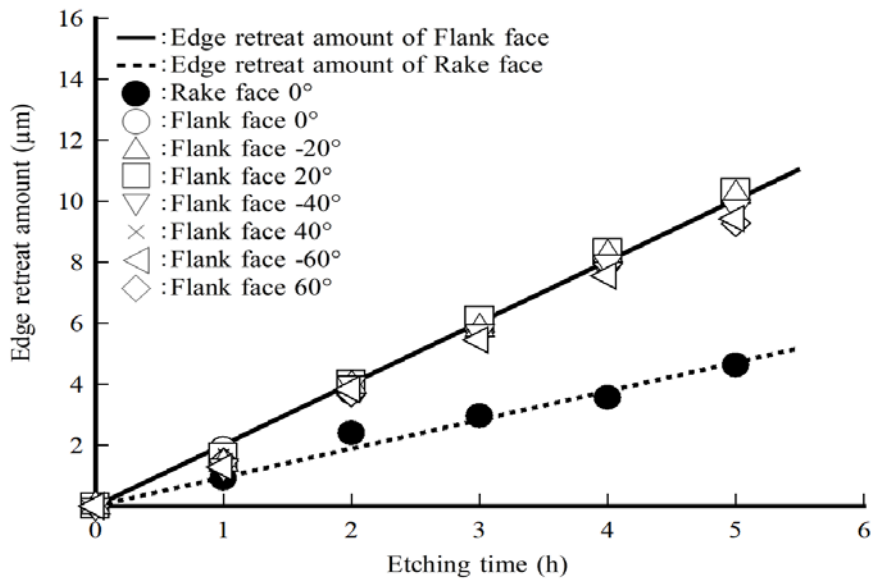 16
14
12
10
8
6
4
2
Edge retreat amount (μm)
:Edge retreat amount of Flank face
:Edge retreat amount of Rake face
:Rake face 0°
:Flank face 0°
:Flank face -20°
:Flank face 20°
:Flank face -40°
:Flank face 40°
:Flank face -60°
:Flank face 60°
0 1 2 3 4 5 6
Etching time (h)